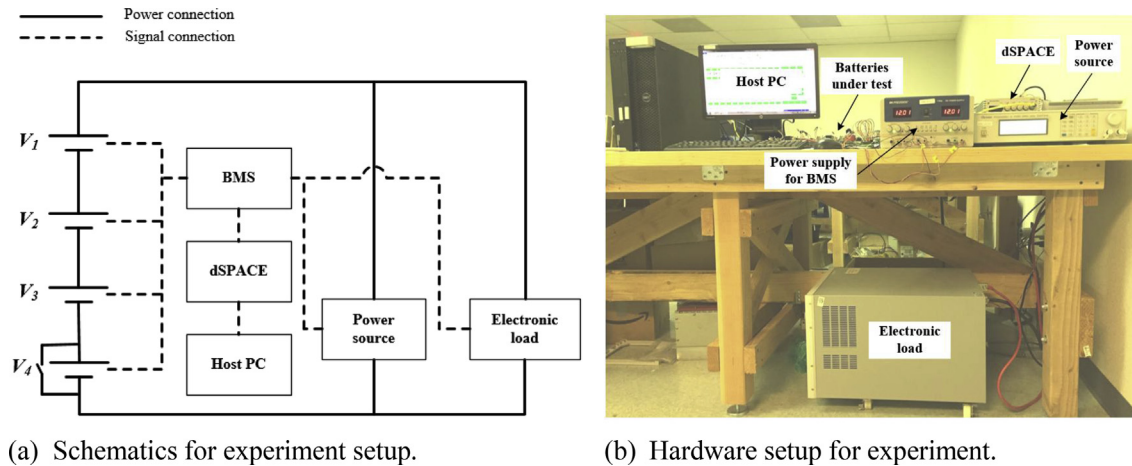 Power connection
Signal connection
V1
V2
V3
V4
BMS
dSPACE
Host PC
Power
source
Electronic
load
(a) Schematics for experiment setup.
Host PC
Batteries
under test
dSPACE
Power
source
1201
1201
Power supply
for BMS
Electronic
load
(b) Hardware setup for experiment.